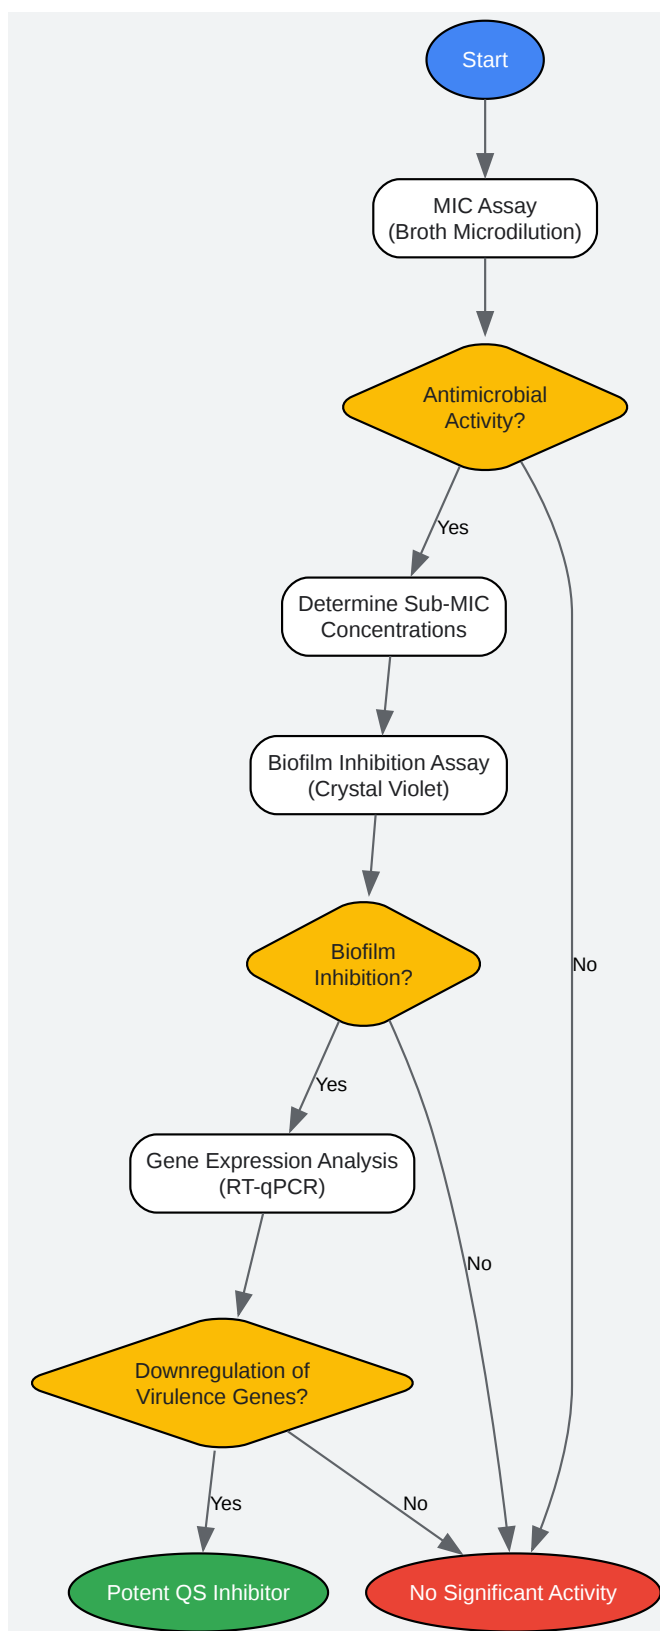 Start
MIC Assay
(Broth Microdilution)
Antimicrobial
Activity?
Yes
Determine Sub-MIC
Concentrations
Biofilm Inhibition Assay
(Crystal Violet)
Biofilm
Inhibition?
No
Yes
Gene Expression Analysis
(RT-qPCR)
No
Downregulation of
Virulence Genes?
Yes
No
Potent QS Inhibitor
No Significant Activity